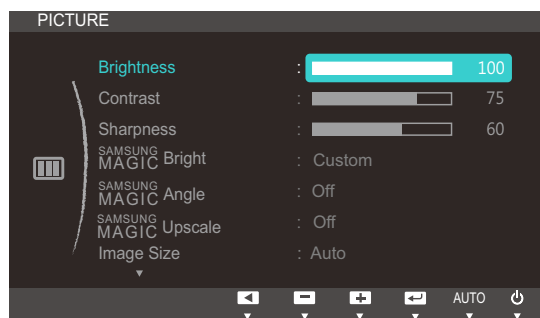 PICTURE
Brightness : 100
Contrast : 75
Sharpness : 60
SAMSUNG
MAGIC Bright : Custom
SAMSUNG
MAGIC Angle : Off
SAMSUNG
MAGIC Upscale : Off
Image Size : Auto
AUTO